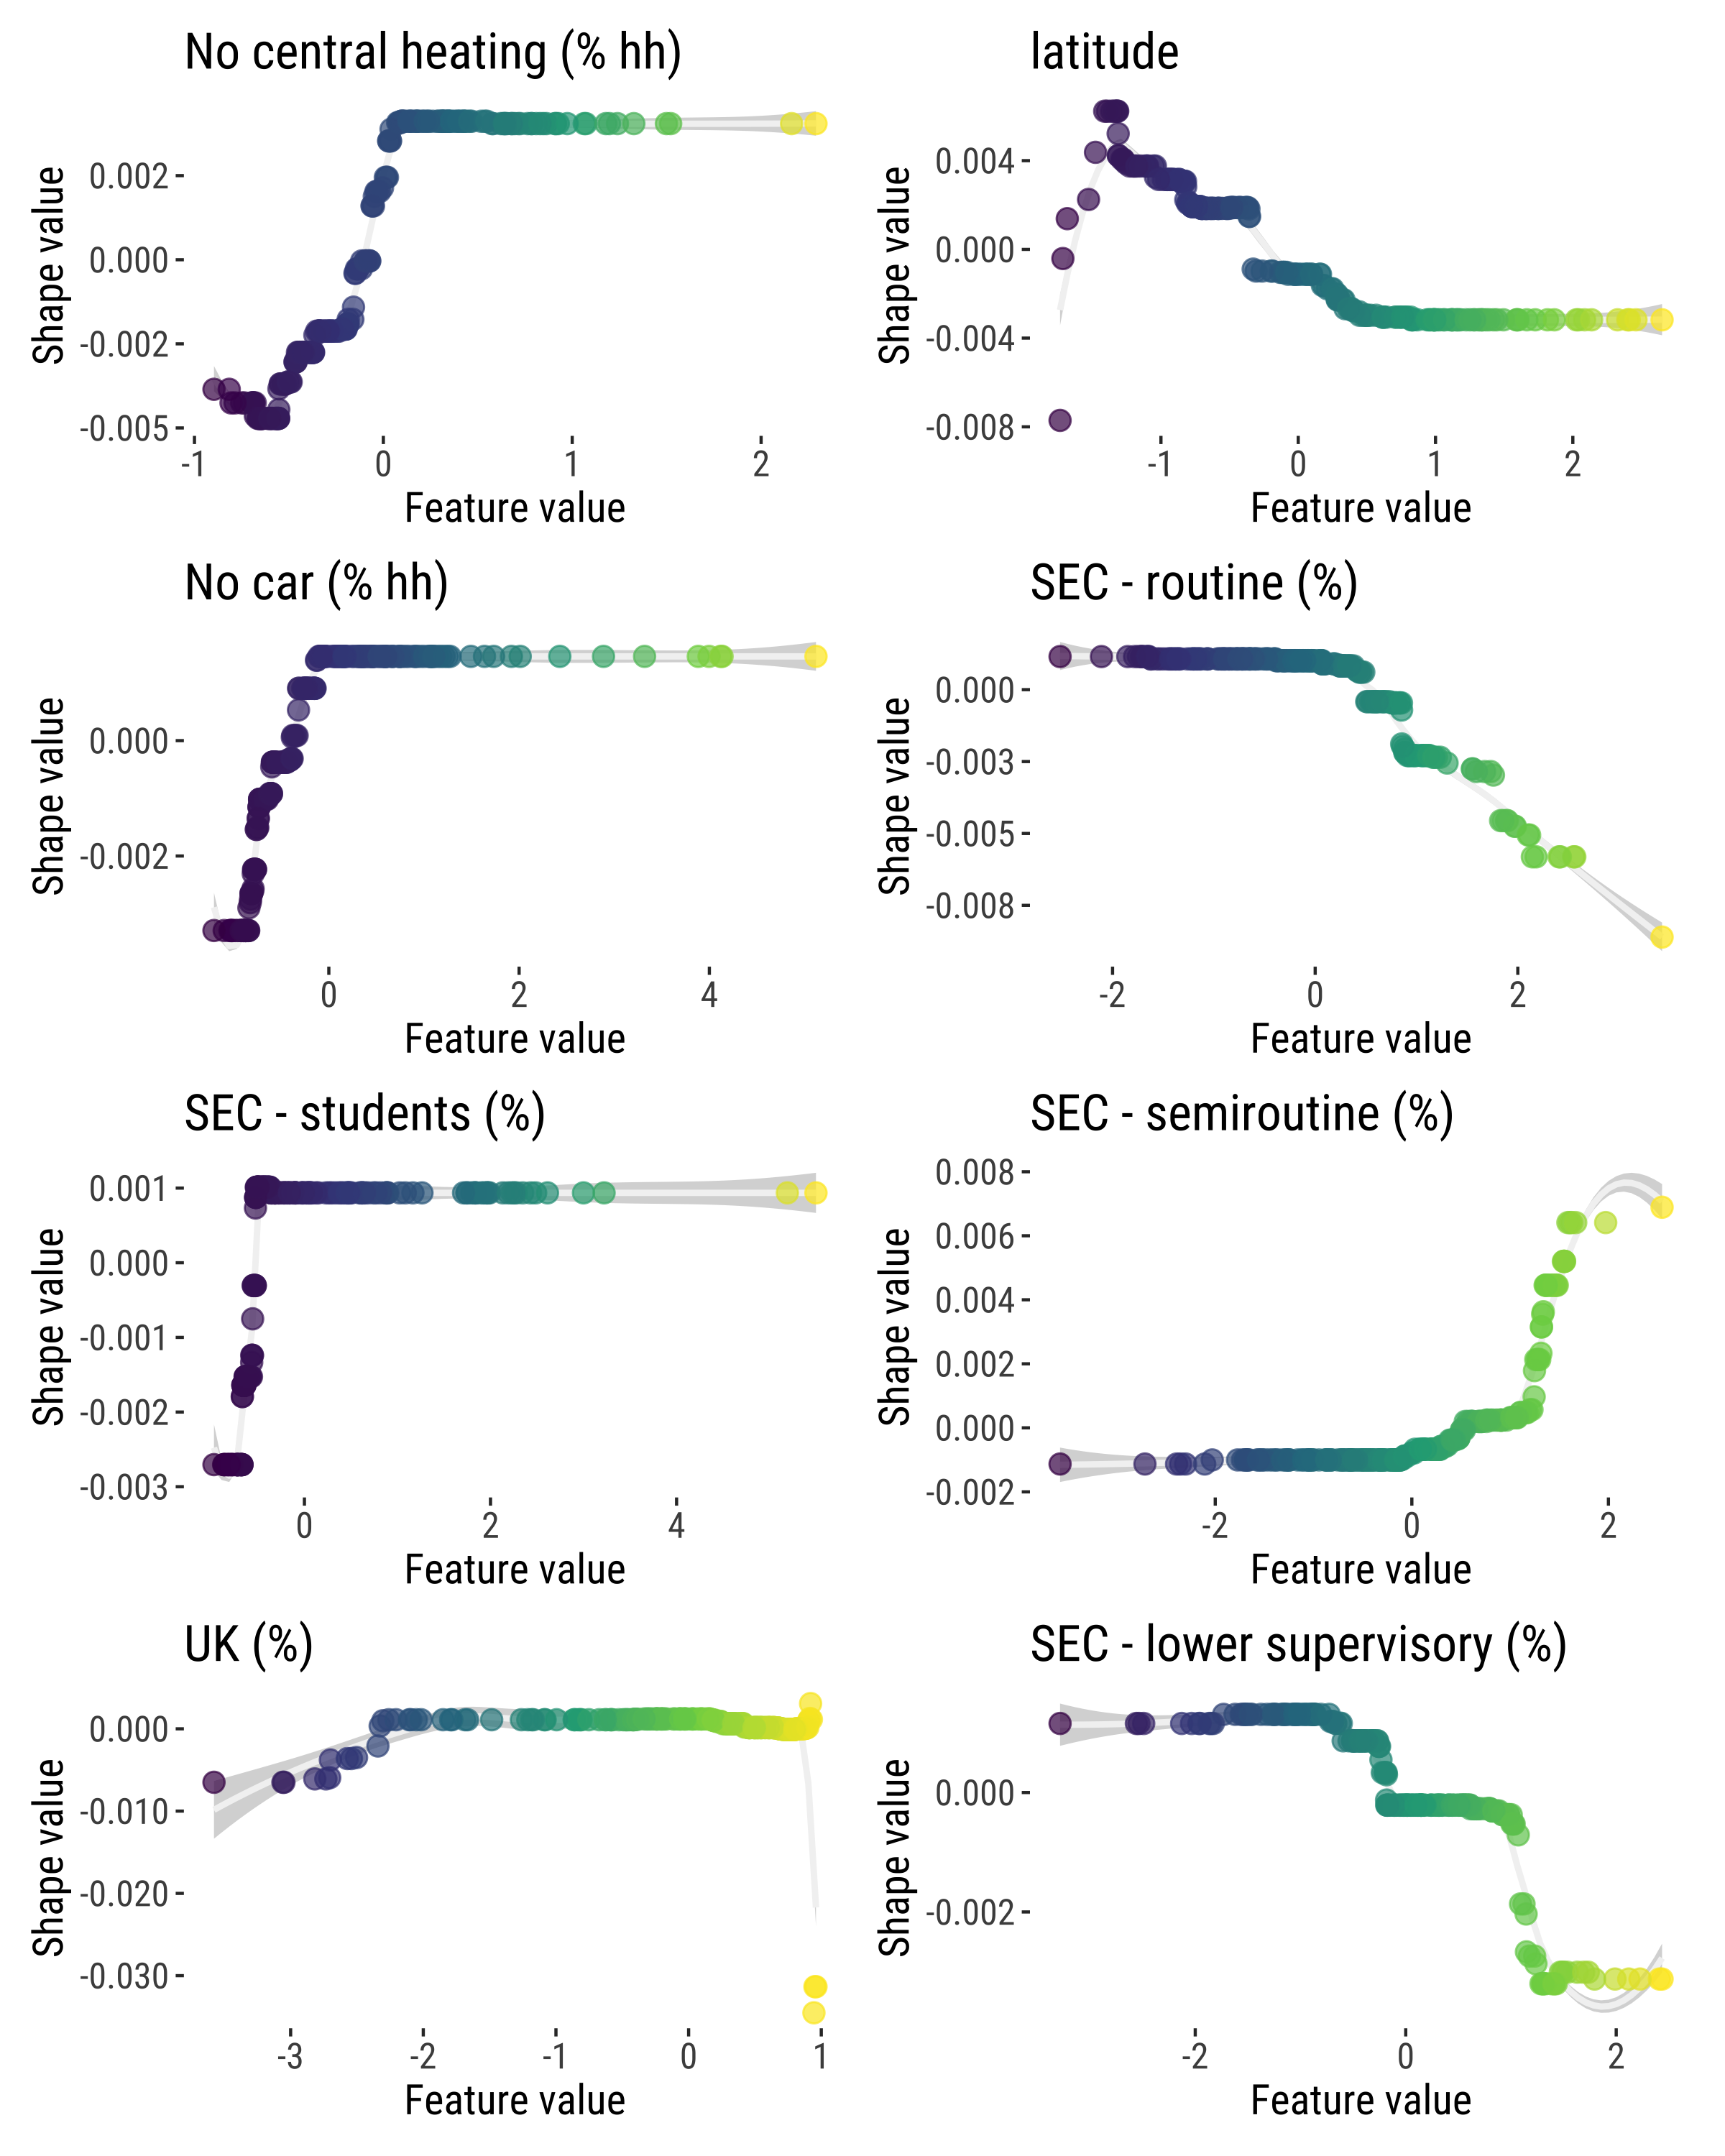 No central heating (% hh)
Shape value
0.002
0.000
-0.002
-0.005
-1 0 1 2
Feature value
latitude
Shape value
0.004
0.000
-0.004
-0.008
-1 0 1 2
Feature value
No car (% hh)
Shape value
0.000
-0.002
0 2 4
Feature value
SEC - routine (%)
Shape value
0.000
-0.003
-0.005
-0.008
-2 0 2
Feature value
SEC - students (%)
Shape value
0.001
0.000
-0.001
-0.002
-0.003
0 2 4
Feature value
SEC - semiroutine (%)
Shape value
0.008
0.006
0.004
0.002
0.000
-0.002
-2 0 2
Feature value
UK (%)
Shape value
0.000
-0.010
-0.020
-0.030
-3 -2 -1 0 1
Feature value
SEC - lower supervisory (%)
Shape value
0.000
-0.002
-2 0 2
Feature value